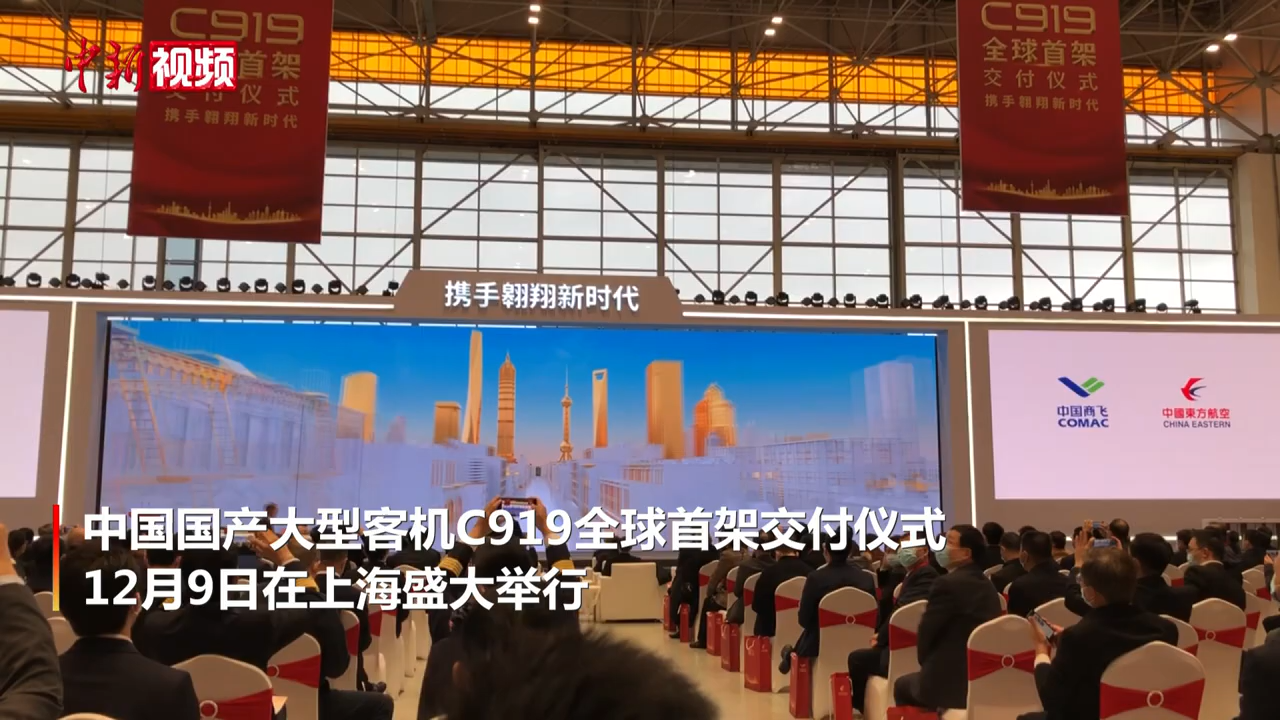 中新视频
C919
首架
交付仪式
携手翱翔新时代
C919
全球首架
交付仪式
携手翱翔新时代
携手翱翔新时代
中国商飞
COMAC
中國東方航空
CHINA EASTERN
中国国产大型客机C919全球首架交付仪式
12月9日在上海盛大举行